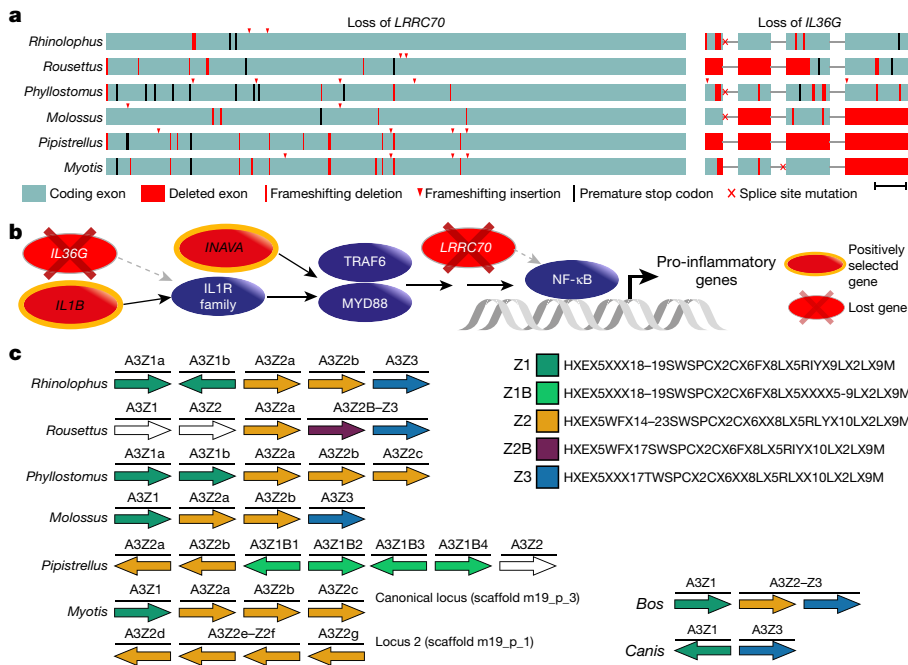 a
Loss of LRRC70
Loss of IL36G
Rhinolophus
Rousettus
Phyllostomus
Molossus
Pipistrellus
Myotis
Coding exon
Deleted exon
Frameshifting deletion
Frameshifting insertion
Premature stop codon
Splice site mutation
b
IL36G
INAVA
LRRC70
IL1B
IL1R family
TRAF6
MYD88
NF-κB
Pro-inflammatory genes
Positively selected gene
Lost gene
c
Rhinolophus A3Z1a A3Z1b A3Z2a A3Z2b A3Z3
Rousettus A3Z1 A3Z2 A3Z2a A3Z2B–Z3
Phyllostomus A3Z1a A3Z1b A3Z2a A3Z2b A3Z2c
Molossus A3Z1 A3Z2a A3Z2b A3Z3
Pipistrellus A3Z2a A3Z2b A3Z1B1 A3Z1B2 A3Z1B3 A3Z1B4 A3Z2
Myotis A3Z1 A3Z2a A3Z2b A3Z2c Canonical locus (scaffold m19_p_3)
A3Z2d A3Z2e–Z2f A3Z2g Locus 2 (scaffold m19_p_1)
Z1 HXEX5XXX18–19SWSPCX2CX6FX8LX5RIYX9LX2LX9M
Z1B HXEX5XXX18–19SWSPCX2CX6FX8LX5XXXX5-9LX2LX9M
Z2 HXEX5WFX14–23SWSPCX2CX6XX8LX5RLYX10LX2LX9M
Z2B HXEX5WFX17SWSPCX2CX6FX8LX5RIYX10LX2LX9M
Z3 HXEX5XXX17TWSPCX2CX6XX8LX5RLXX10LX2LX9M
Bos A3Z1 A3Z2–Z3
Canis A3Z1 A3Z3